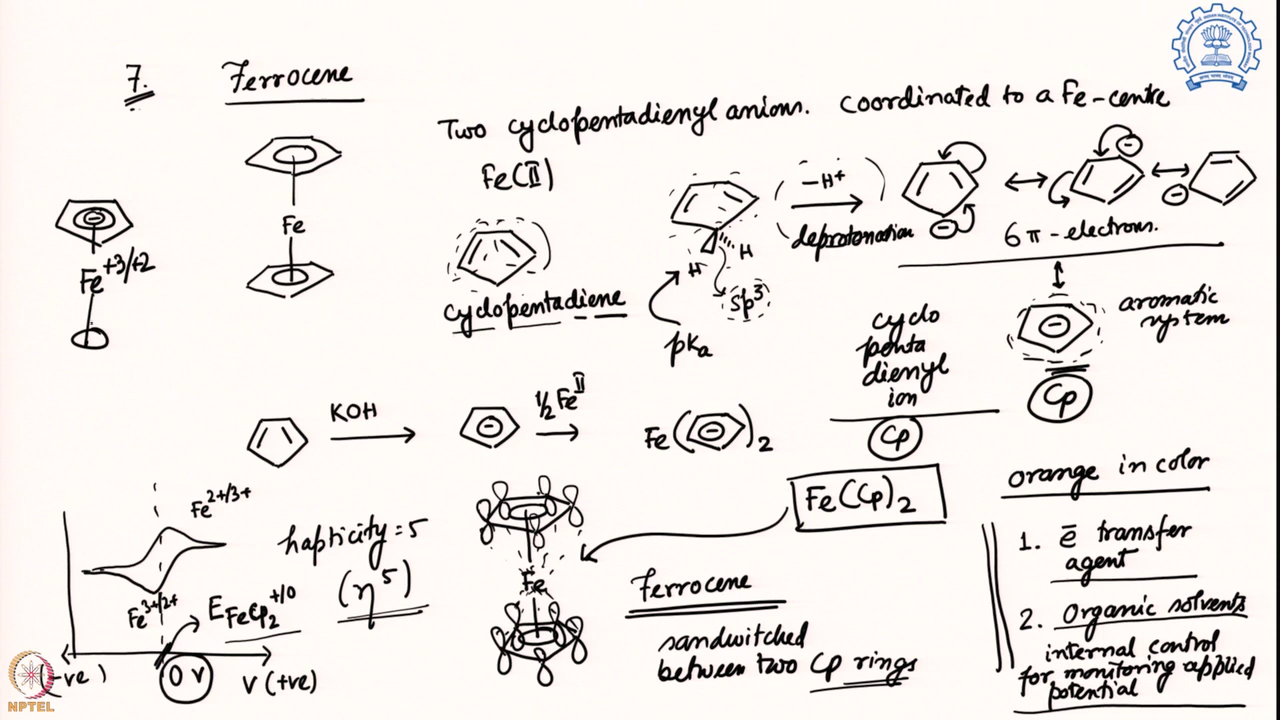 7. Ferrocene
Two cyclopentadienyl anions. coordinated to a Fe-centre
Fe(II)
Fe
Fe+3/+2
cyclopentadiene
H
H
Sp3
pKa
-H+
deprotonation
6π-electrons.
aromatic
system
Cp
cyclo
penta
dienyl
ion
Cp
KOH
1/2 FeII
Fe( )2
Fe(Cp)2
orange in color
1. ē transfer
agent
2. Organic solvents
internal control
for monitoring applied
potential
Fe2+/3+
Fe3+/2+
EFeCp2+/0
(-ve)
0 V
V(+ve)
hapticity = 5
(η5)
Fe
Ferrocene
sandwitched
between two Cp rings
NPTEL